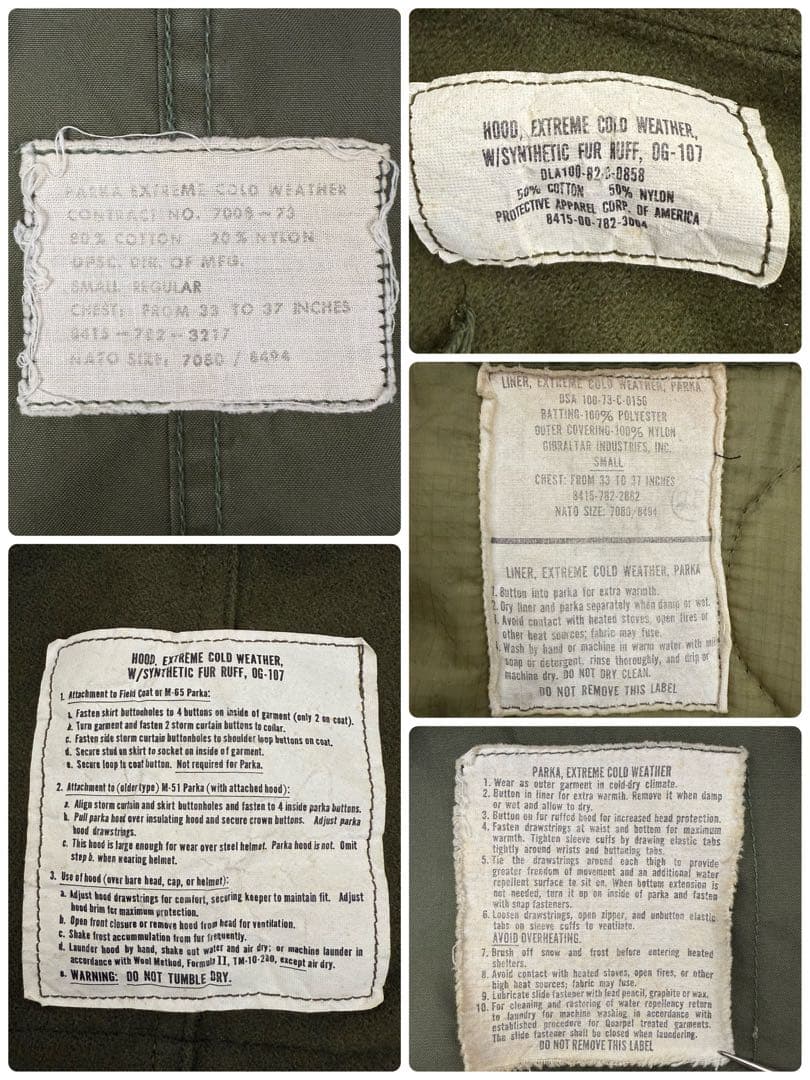 PARKA EXTREME COLD WEATHER
CONTRACT NO. 7008-73
80% COTTON 20% NYLON
DPSC. DIR. OF MFG.
SMALL REGULAR
CHEST: FROM 33 TO 37 INCHES
8415-782-3217
NATO SIZE: 7080 / 8494
HOOD, EXTREME COLD WEATHER,
W/SYNTHETIC FUR RUFF, OG-107
DLA100-82-C-0858
50% COTTON 50% NYLON
PROTECTIVE APPAREL CORP. OF AMERICA
8415-00-782-3004
LINER, EXTREME COLD WEATHER, PARKA
DSA 100-73-C-0156
BATTING-100% POLYESTER
OUTER COVERING-100% NYLON
GIBRALTAR INDUSTRIES, INC.
SMALL
CHEST: FROM 33 TO 37 INCHES
8415-782-2882
NATO SIZE: 7080/8494
LINER, EXTREME COLD WEATHER, PARKA
1. Button into parka for extra warmth.
2. Dry liner and parka separately when damp or wet.
Avoid contact with heated stoves, open fires or
other heat sources; fabric may fuse.
Wash by hand or machine in warm water with mild
soap or detergent, rinse thoroughly, and drip or
machine dry. DO NOT DRY CLEAN.
DO NOT REMOVE THIS LABEL
HOOD, EXTREME COLD WEATHER,
W/SYNTHETIC FUR RUFF, OG-107
1. Attachment to Field Coat or M-65 Parka:
a. Fasten skirt buttonholes to 4 buttons on inside of garment (only 2 on coat).
b. Turn garment and fasten 2 storm curtain buttons to collar.
c. Fasten side storm curtain buttonholes to shoulder loop buttons on coat.
d. Secure stud on skirt to socket on inside of garment.
e. Secure loop to coat button. Not required for Parka.
2. Attachment to (older type) M-51 Parka (with attached hood):
a. Align storm curtain and skirt buttonholes and fasten to 4 inside parka buttons.
b. Pull parka hood over insulating hood and secure crown buttons. Adjust parka
hood drawstrings.
c. This hood is large enough for wear over steel helmet. Parka hood is not. Omit
step b. when wearing helmet.
3. Use of hood (over bare head, cap, or helmet):
a. Adjust hood drawstrings for comfort, securing keeper to maintain fit. Adjust
hood brim for maximum protection.
b. Open front closure or remove hood from head for ventilation.
c. Shake frost accummulation from fur frequently.
d. Launder hood by hand, shake out water and air dry; or machine launder in
accordance with Wool Method, Formula II, TM-10-280, except air dry.
e. WARNING: DO NOT TUMBLE DRY.
PARKA, EXTREME COLD WEATHER
1. Wear as outer garment in cold-dry climate.
2. Button in liner for extra warmth. Remove it when damp
or wet and allow to dry.
3. Button on fur ruffed hood for increased head protection.
4. Fasten drawstrings at waist and bottom for maximum
warmth. Tighten sleeve cuffs by drawing elastic tabs
tightly around wrists and buttoning tabs.
5. Tie the drawstrings around each thigh to provide
greater freedom of movement and an additional water
repellent surface to sit on. When bottom extension is
not needed, turn it up on inside of parka and fasten
with snap fasteners.
6. Loosen drawstrings, open zipper, and unbutton elastic
tabs on sleeve cuffs to ventilate.
AVOID OVERHEATING.
7. Brush off snow and frost before entering heated
shelters.
8. Avoid contact with heated stoves, open fires, or other
high heat sources; fabric may fuse.
9. Lubricate slide fastener with lead pencil, graphite or wax.
10. For cleaning and restoring of water repellency return
to laundry for machine washing in accordance with
established procedure for Quarpel treated garments.
The slide fastener shall be closed when laundering.
DO NOT REMOVE THIS LABEL